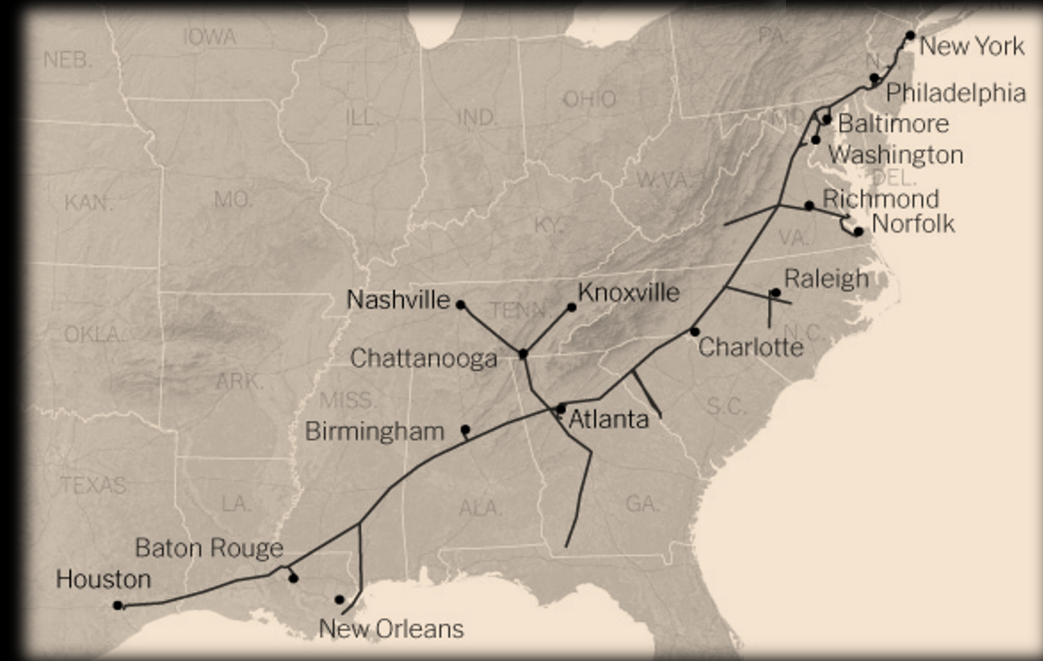 IOWA
PA.
N.Y.
New York
NEB.
N.J.
Philadelphia
OHIO
ILL.
IND.
MD.
Baltimore
Washington
DEL.
W.VA.
KAN.
MO.
Richmond
KY.
Norfolk
VA.
Raleigh
Nashville
Knoxville
TENN.
OKLA.
N.C.
Charlotte
Chattanooga
ARK.
MISS.
S.C.
Atlanta
Birmingham
TEXAS
LA.
ALA.
GA.
Baton Rouge
Houston
New Orleans